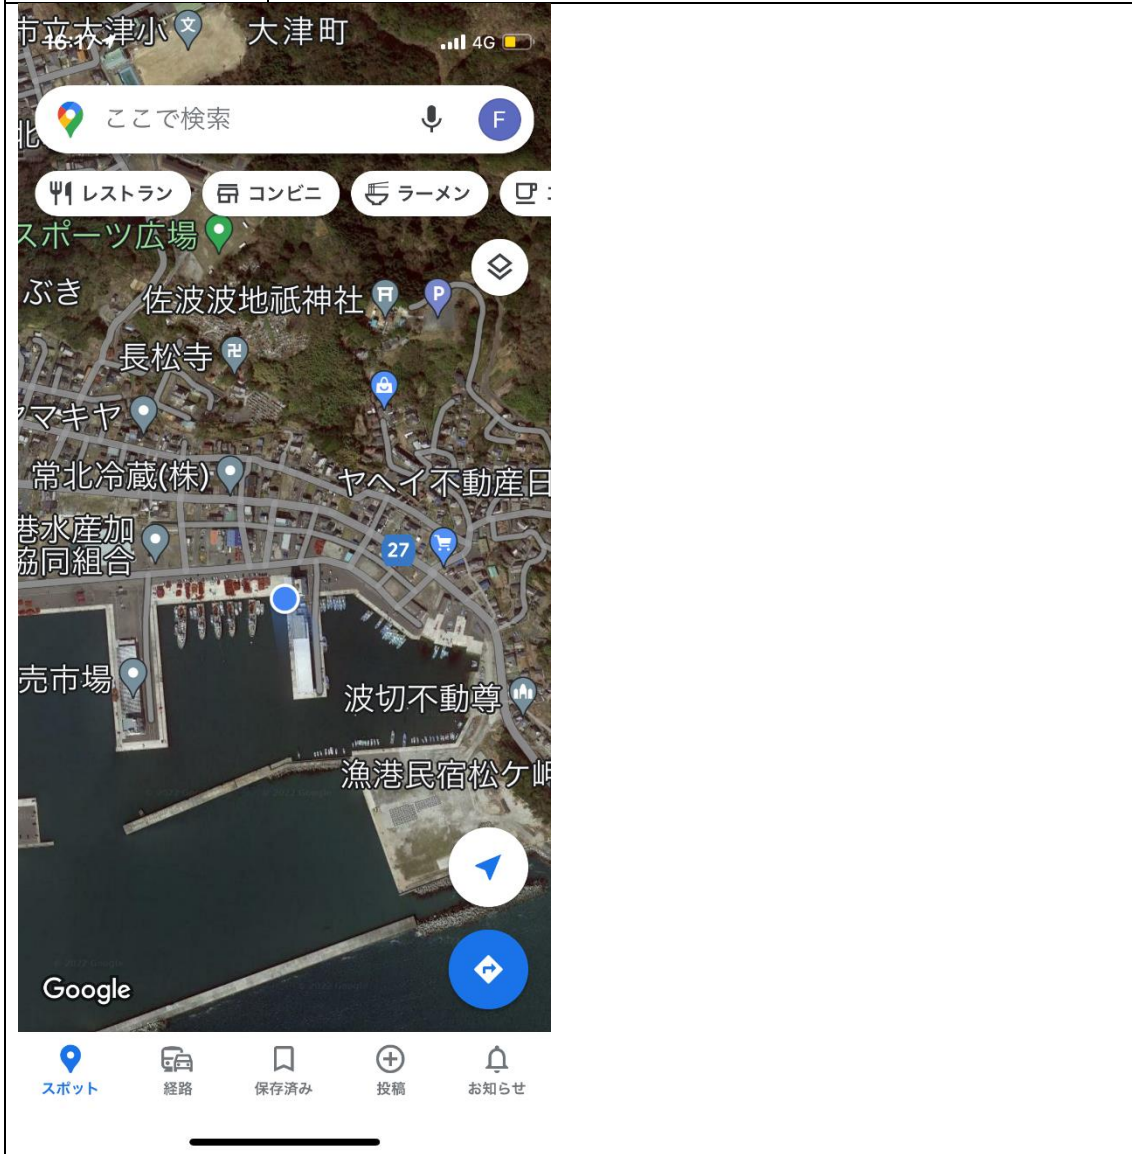 市立大津小
大津町
16:17
4G
北
ここで検索
F
レストラン
コンビニ
ラーメン
スポーツ広場
ぶき
佐波波地祇神社
P
長松寺
マキヤ
常北冷蔵(株)
ヤヘイ不動産日
港水産加
協同組合
27
売市場
波切不動尊
漁港民宿松ケ岬
Google
スポット
経路
保存済み
投稿
お知らせ